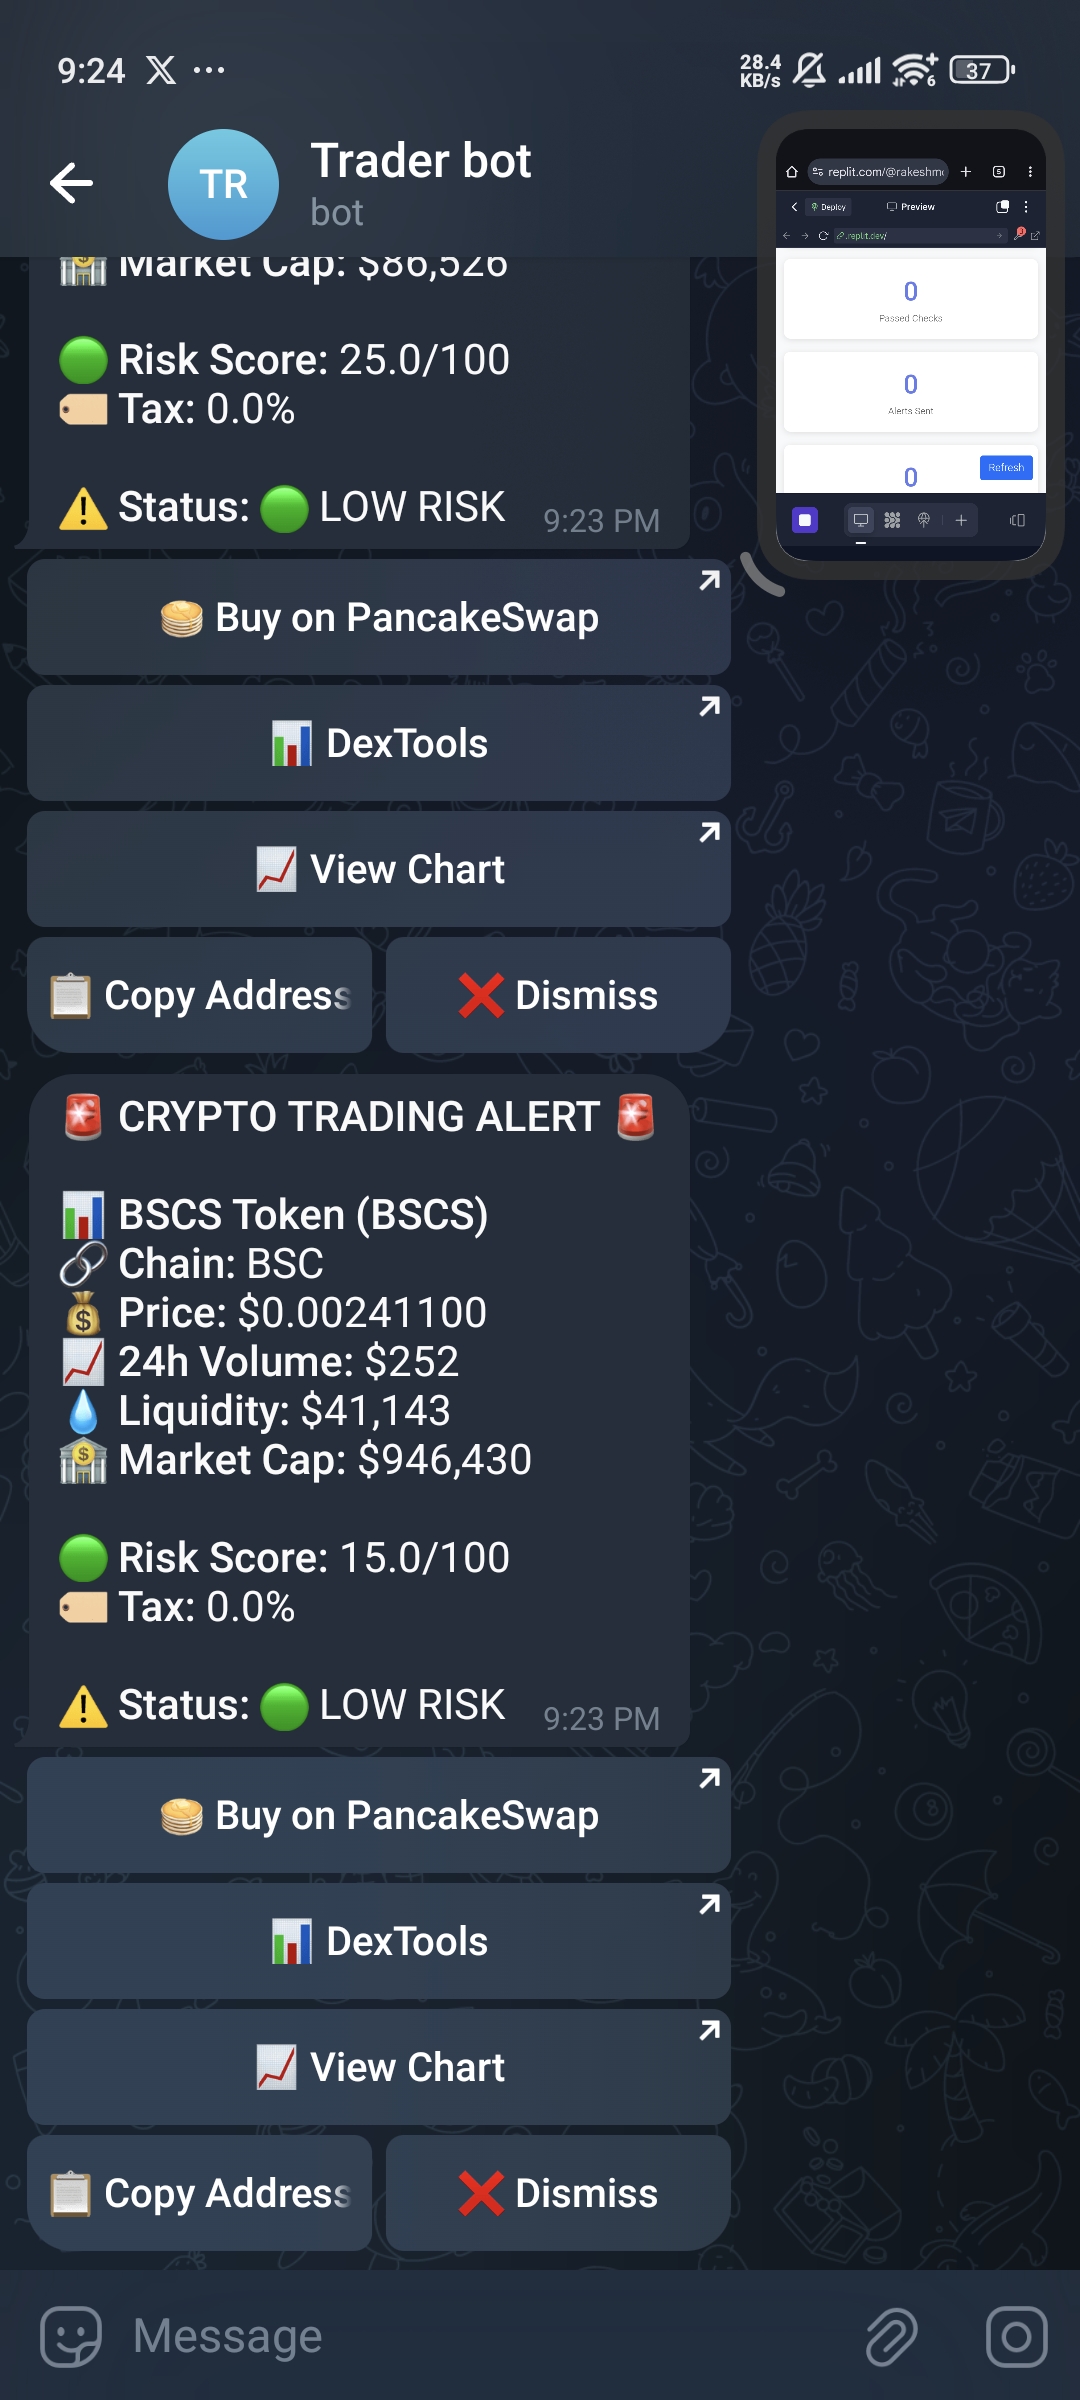 9:24
28.4
KB/s
6
37
TR
Trader bot
bot
Market Cap: $86,526
Risk Score: 25.0/100
Tax: 0.0%
Status: LOW RISK
9:23 PM
Buy on PancakeSwap
DexTools
View Chart
Copy Address
Dismiss
CRYPTO TRADING ALERT
BSCS Token (BSCS)
Chain: BSC
Price: $0.00241100
24h Volume: $252
Liquidity: $41,143
Market Cap: $946,430
Risk Score: 15.0/100
Tax: 0.0%
Status: LOW RISK
9:23 PM
Buy on PancakeSwap
DexTools
View Chart
Copy Address
Dismiss
Message
replit.com/@rakeshm
5
Deploy
Preview
.replit.dev/
0
Passed Checks
0
Alerts Sent
0
Refresh